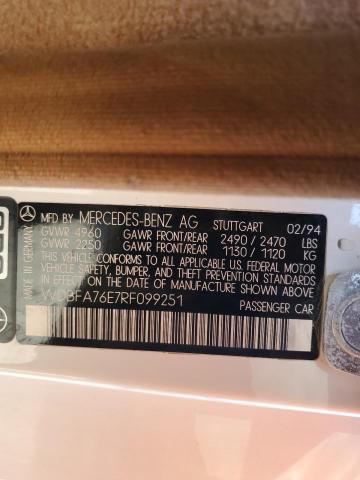 MADE IN GERMANY
MFD BY MERCEDES-BENZ AG STUTTGART 02/94
GVWR 4960 GAWR FRONT/REAR 2490 / 2470 LBS
GVWR 2250 GAWR FRONT/REAR 1130 / 1120 KG
THIS VEHICLE CONFORMS TO ALL APPLICABLE U.S. FEDERAL MOTOR
VEHICLE SAFETY, BUMPER, AND THEFT PREVENTION STANDARDS
IN EFFECT ON THE DATE OF MANUFACTURE SHOWN ABOVE.
WDBFA76E7RF099251
PASSENGER CAR